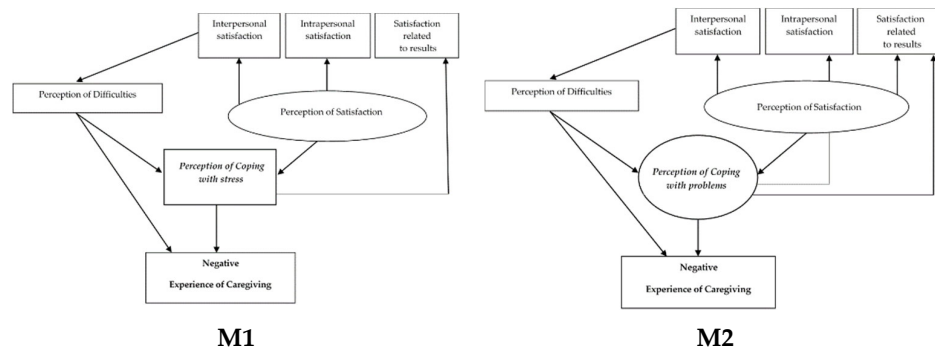 Interpersonal
satisfaction
Intrapersonal
satisfaction
Satisfaction
related
to results
Perception of Difficulties
Perception of Satisfaction
Perception of Coping
with stress
Negative
Experience of Caregiving
M1
Interpersonal
satisfaction
Intrapersonal
satisfaction
Satisfaction
related
to results
Perception of Difficulties
Perception of Satisfaction
Perception of Coping
with problems
Negative
Experience of Caregiving
M2